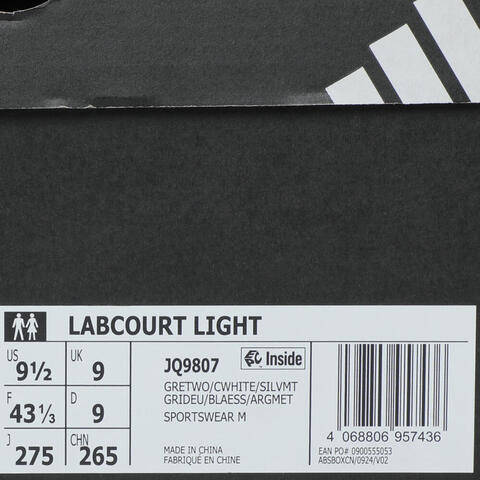 LABCOURT LIGHT
US 9½ UK 9
F 43⅓ D 9
J 275 CHN 265
JQ9807 Inside
GRETWO/CWHITE/SILVMT
GRIDEU/BLAESS/ARGMET
SPORTSWEAR M
MADE IN CHINA
FABRIQUÉ EN CHINE
4 068806 957436
EAN PO# 0900555053
ABSBOXCN/0924/V02